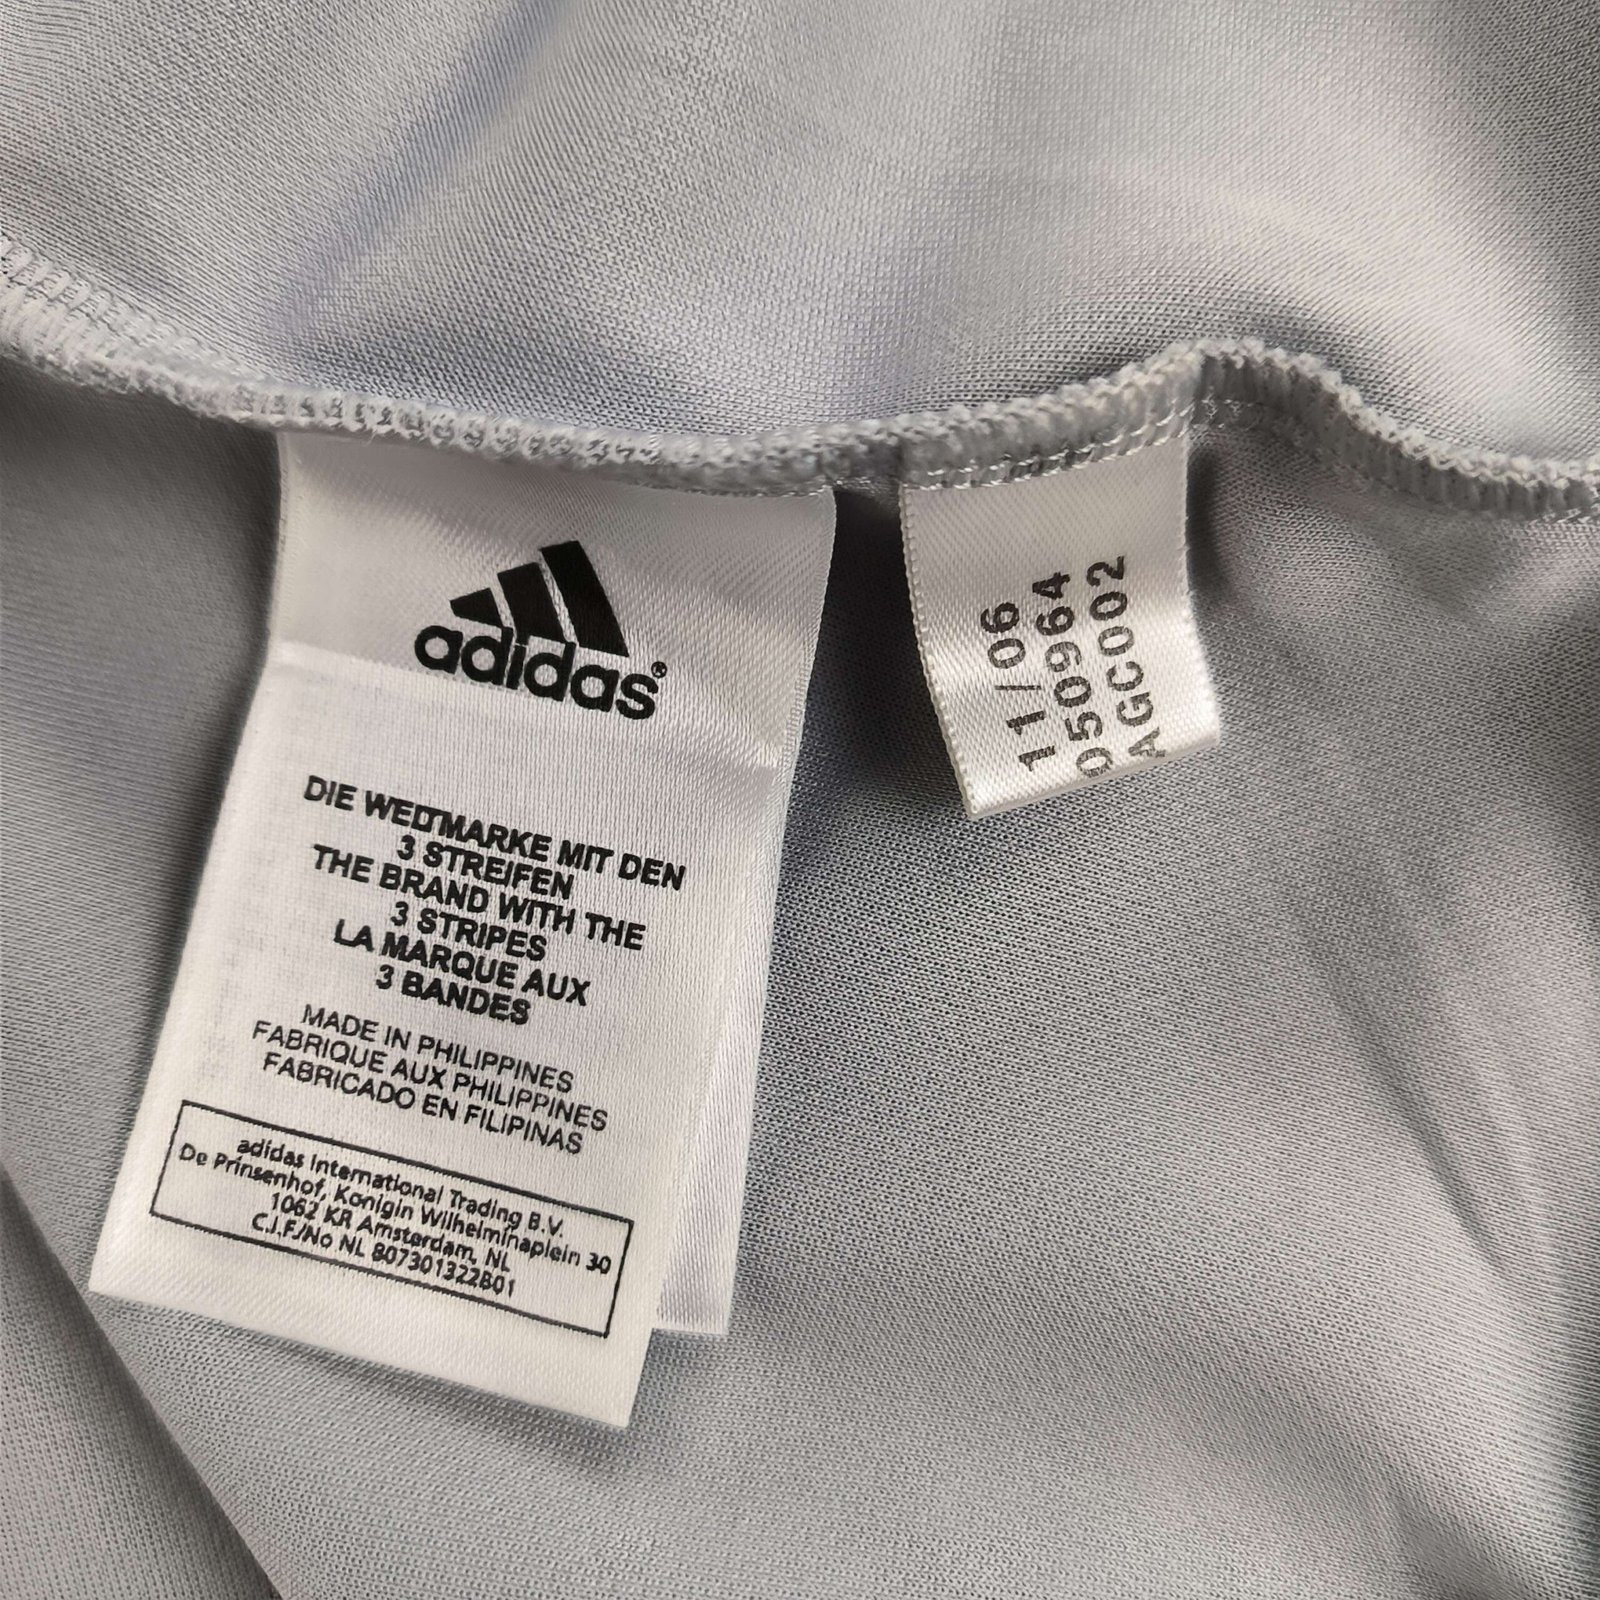 adidas®
DIE WELTMARKE MIT DEN
3 STREIFEN
THE BRAND WITH THE
3 STRIPES
LA MARQUE AUX
3 BANDES
MADE IN PHILIPPINES
FABRIQUE AUX PHILIPPINES
FABRICADO EN FILIPINAS
adidas International Trading B.V.
De Prinsenhof, Konigin Wilhelminaplein 30
1062 KR Amsterdam, NL
C.I.F./No NL 807301322B01
11/06
050964
AGC002